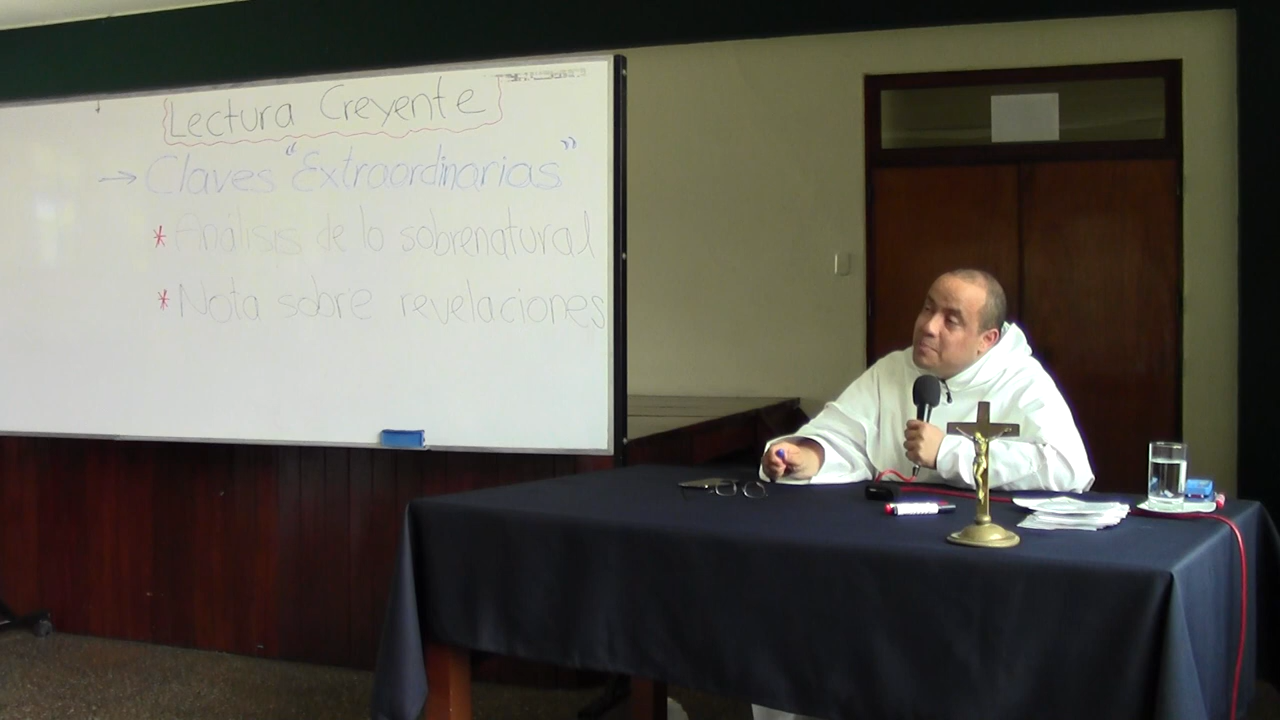 Lectura Creyente
→ Claves "Extraordinarias"
* Análisis de lo sobrenatural
* Nota sobre revelaciones